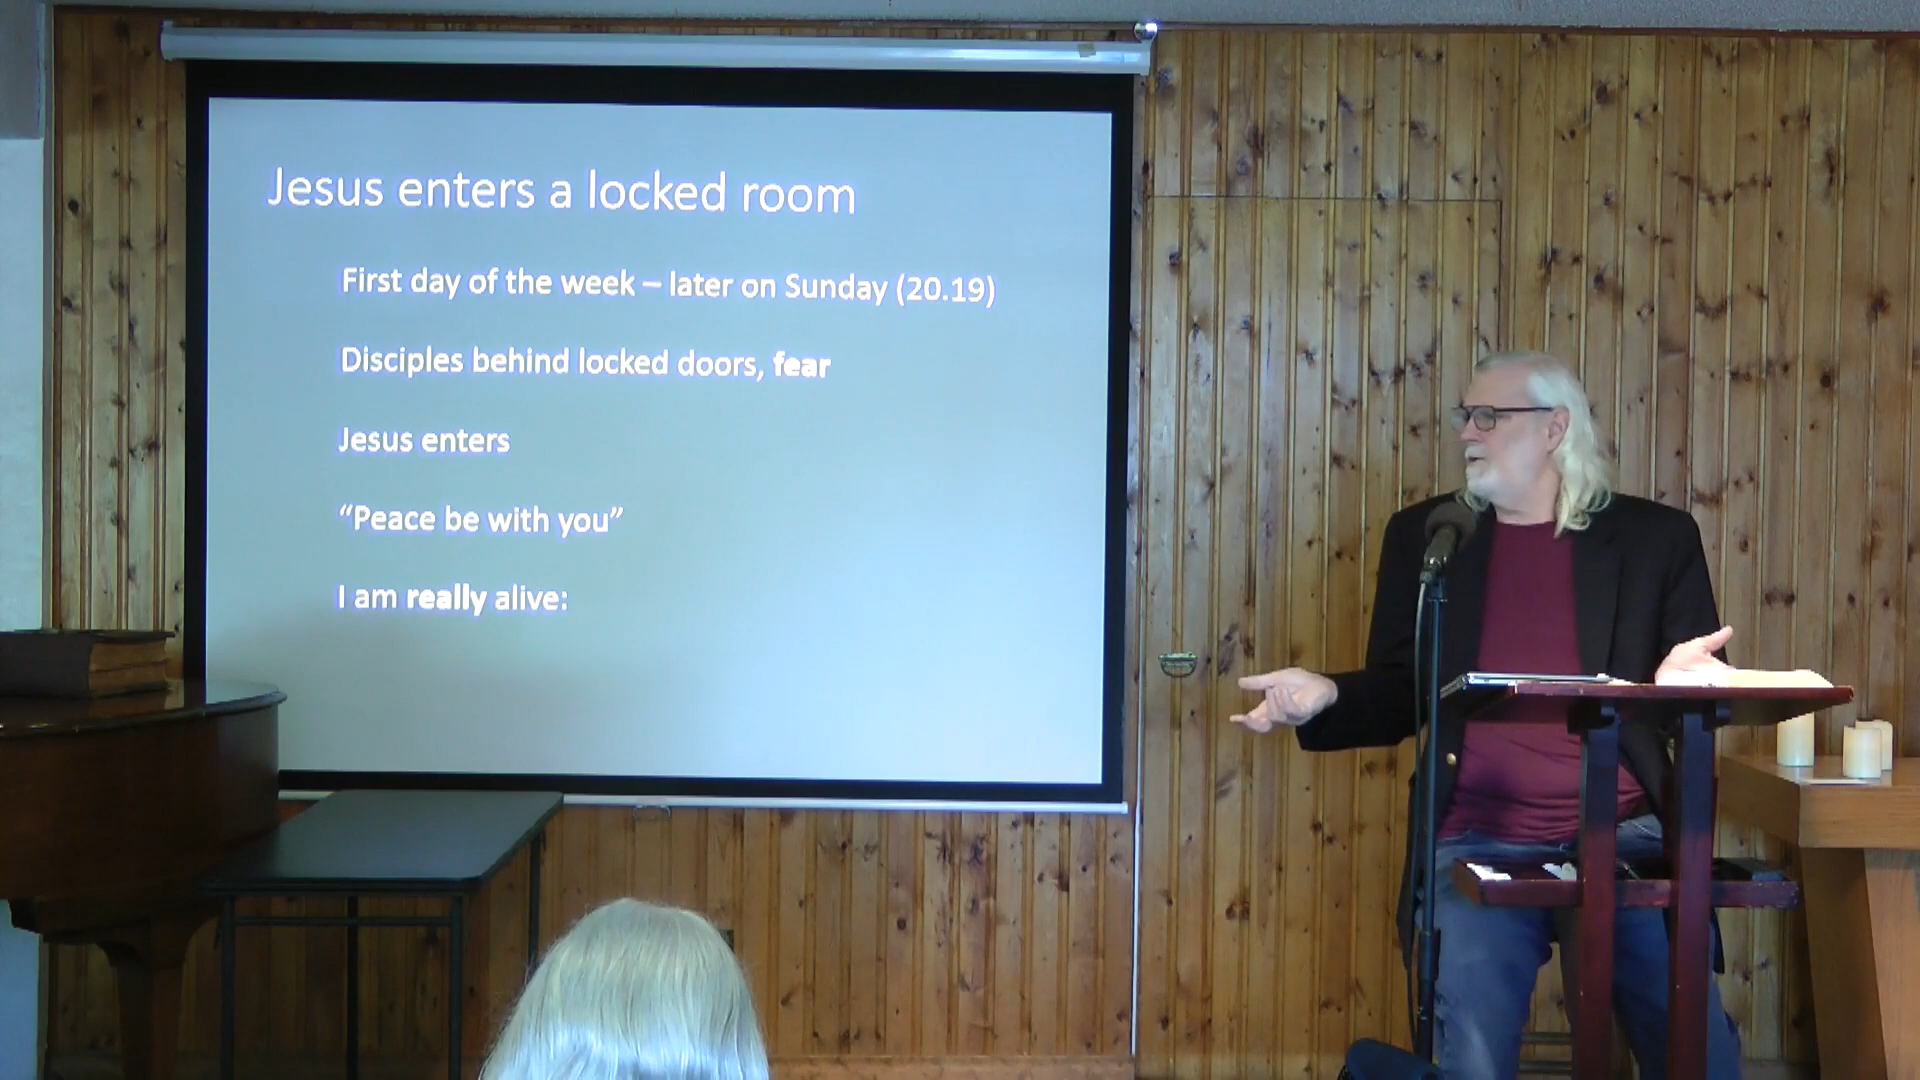 Jesus enters a locked room
First day of the week – later on Sunday (20.19)
Disciples behind locked doors, fear
Jesus enters
“Peace be with you”
I am really alive: